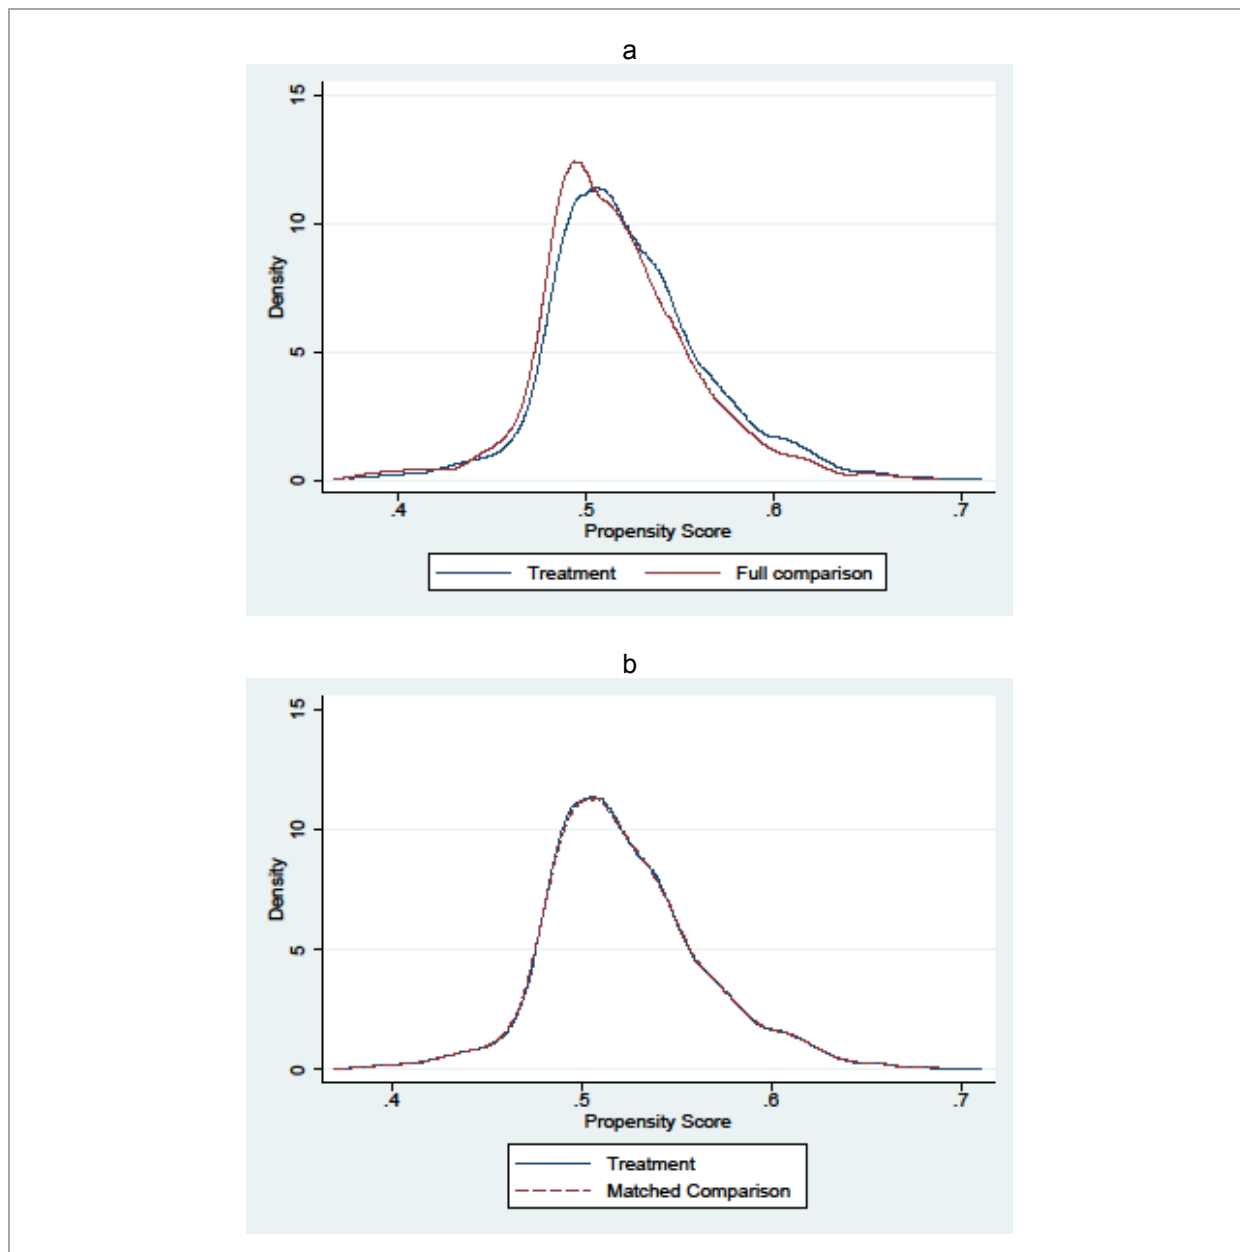 a
15
10
5
0
Density
.4 .5 .6 .7
Propensity Score
Treatment Full comparison
b
15
10
5
0
Density
.4 .5 .6 .7
Propensity Score
Treatment
Matched Comparison